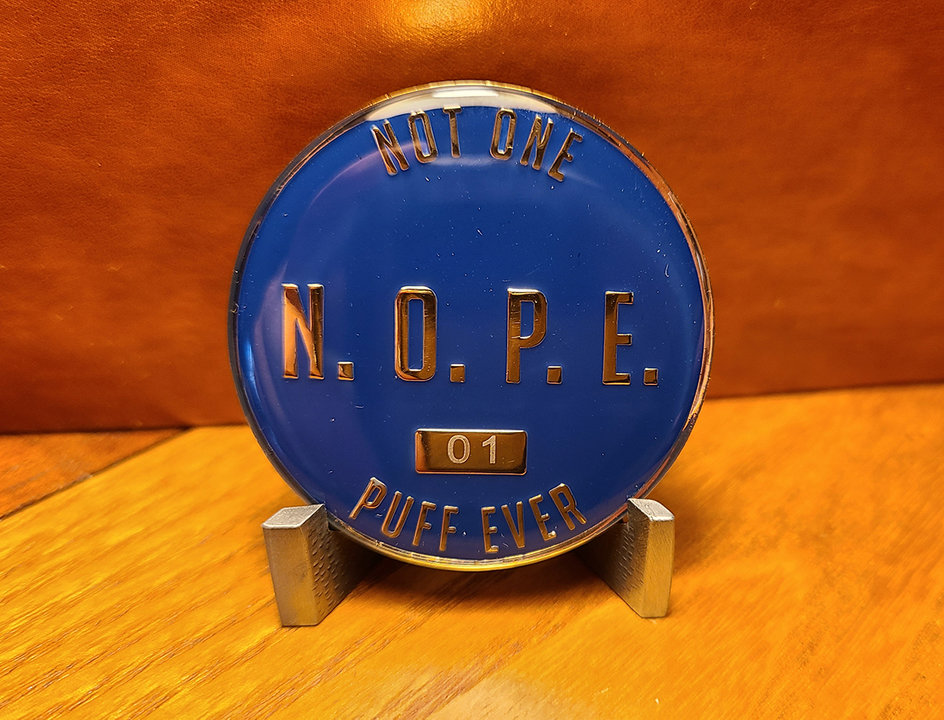 NOT ONE
N. O. P. E.
01
PUFF EVER